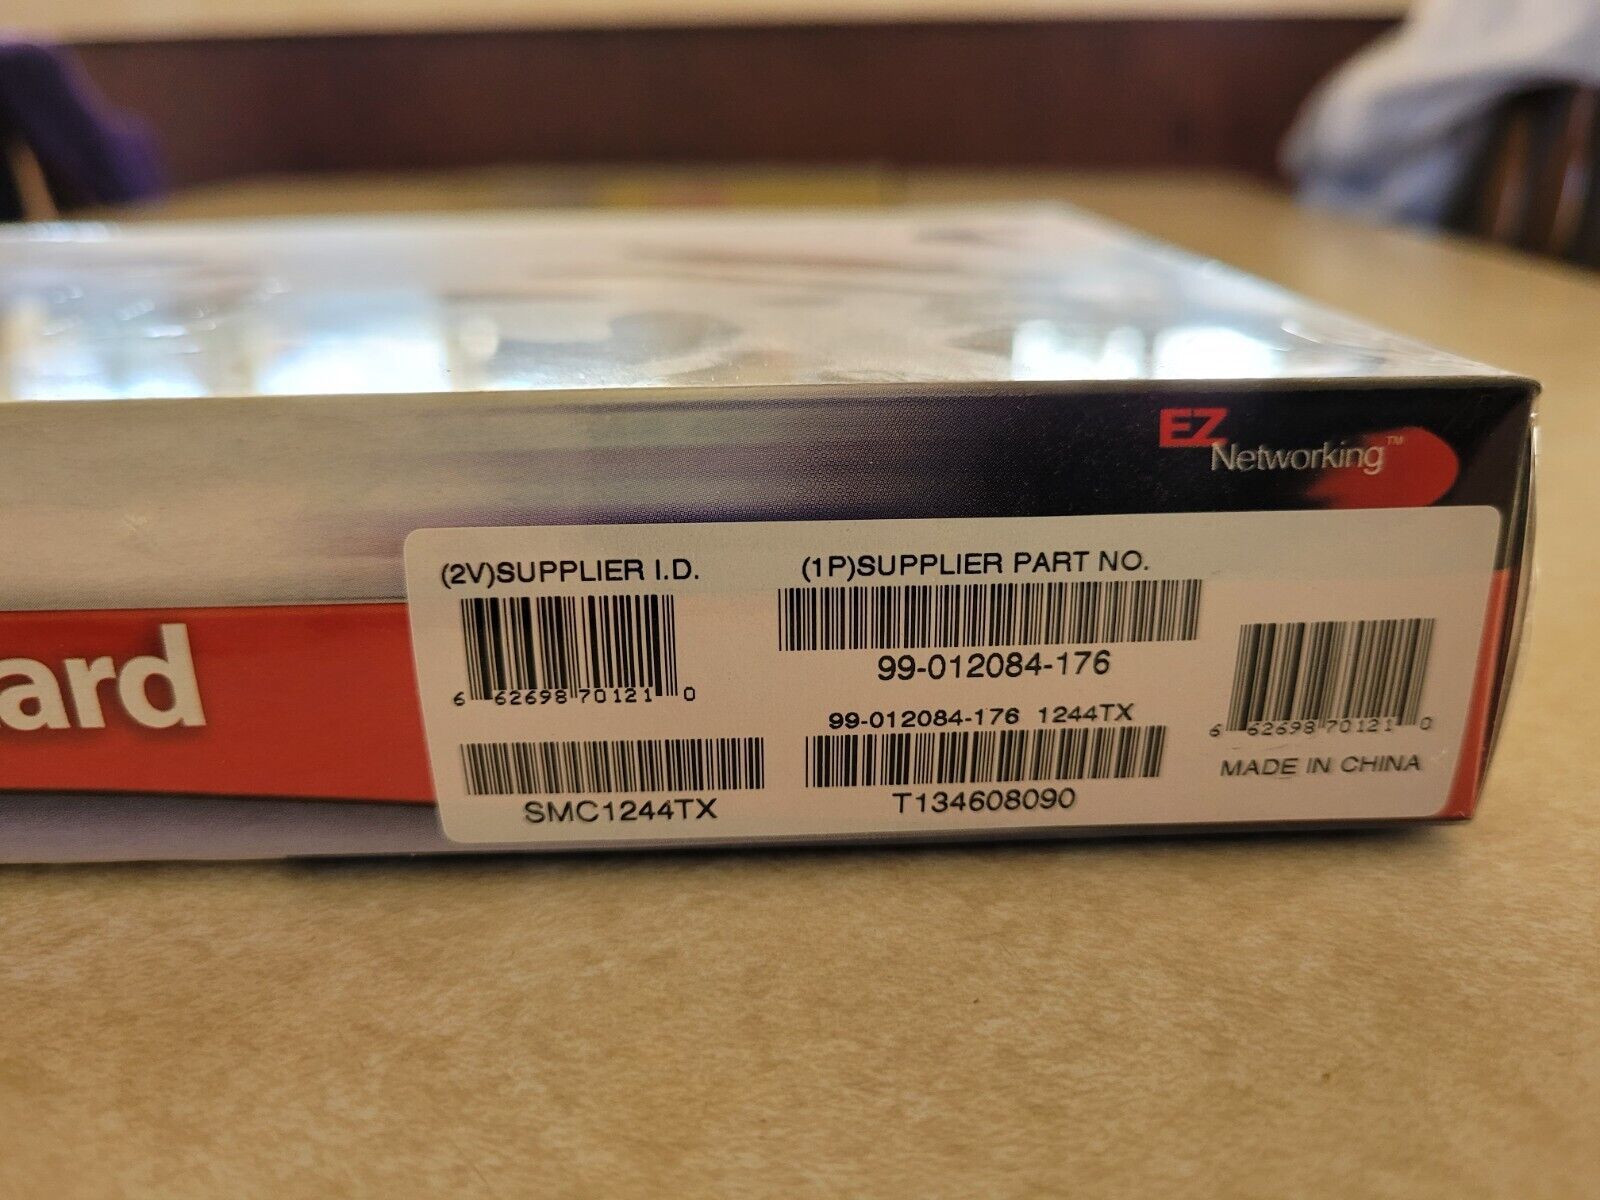 EZ
Networking™
ard
(2V)SUPPLIER I.D.
6 62698 70121 0
SMC1244TX
(1P)SUPPLIER PART NO.
99-012084-176
99-012084-176 1244TX
T134608090
6 62698 70121 0
MADE IN CHINA